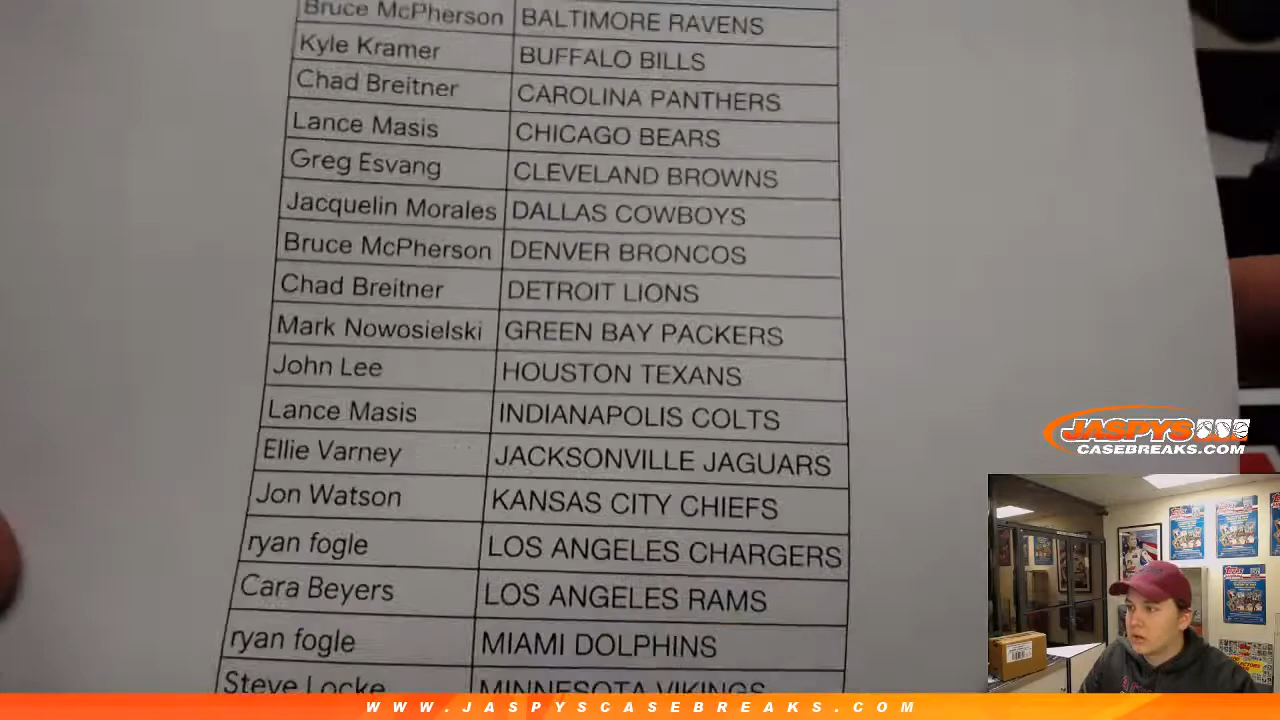 Bruce McPherson BALTIMORE RAVENS
Kyle Kramer BUFFALO BILLS
Chad Breitner CAROLINA PANTHERS
Lance Masis CHICAGO BEARS
Greg Esvang CLEVELAND BROWNS
Jacquelin Morales DALLAS COWBOYS
Bruce McPherson DENVER BRONCOS
Chad Breitner DETROIT LIONS
Mark Nowosielski GREEN BAY PACKERS
John Lee HOUSTON TEXANS
Lance Masis INDIANAPOLIS COLTS
Ellie Varney JACKSONVILLE JAGUARS
Jon Watson KANSAS CITY CHIEFS
ryan fogle LOS ANGELES CHARGERS
Cara Beyers LOS ANGELES RAMS
ryan fogle MIAMI DOLPHINS
Steve Locke MINNESOTA VIKINGS
JASPYS
CASEBREAKS.COM
WWW.JASPYSCASEBREAKS.COM